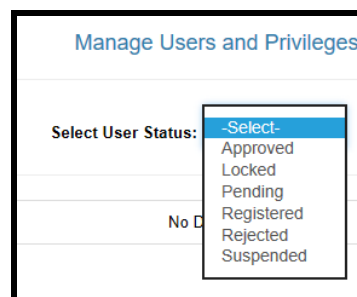 Manage Users and Privileges
Select User Status:
-Select-
Approved
Locked
Pending
Registered
Rejected
Suspended
No